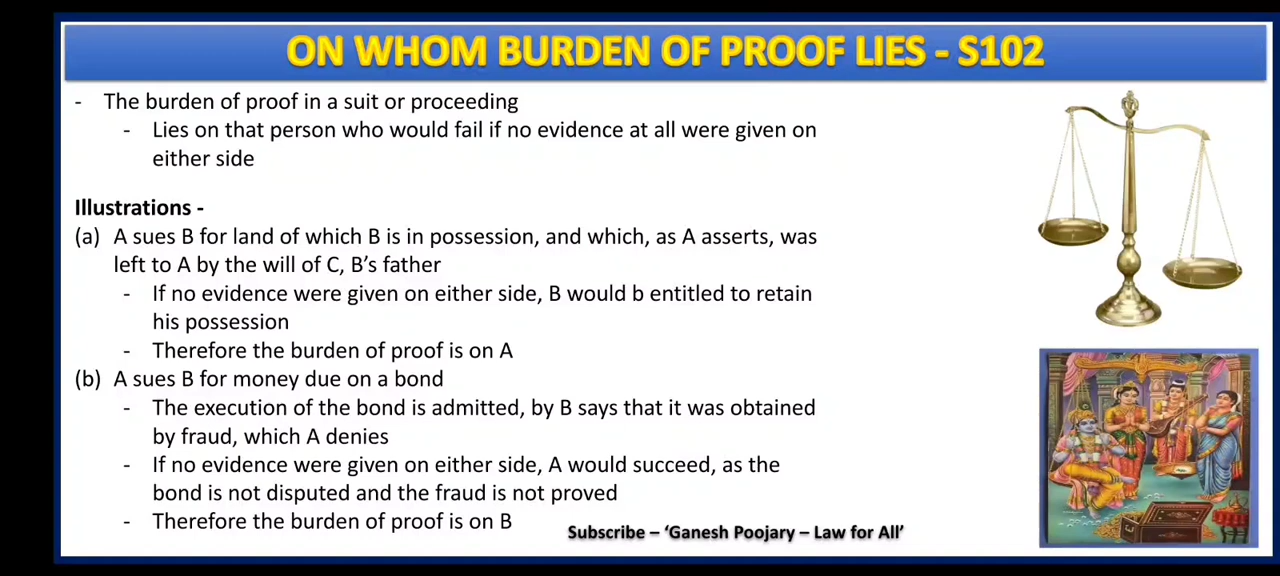 ON WHOM BURDEN OF PROOF LIES - S102
- The burden of proof in a suit or proceeding
- Lies on that person who would fail if no evidence at all were given on
either side
Illustrations -
(a) A sues B for land of which B is in possession, and which, as A asserts, was
left to A by the will of C, B's father
- If no evidence were given on either side, B would b entitled to retain
his possession
- Therefore the burden of proof is on A
(b) A sues B for money due on a bond
- The execution of the bond is admitted, by B says that it was obtained
by fraud, which A denies
- If no evidence were given on either side, A would succeed, as the
bond is not disputed and the fraud is not proved
- Therefore the burden of proof is on B
Subscribe – 'Ganesh Poojary – Law for All'